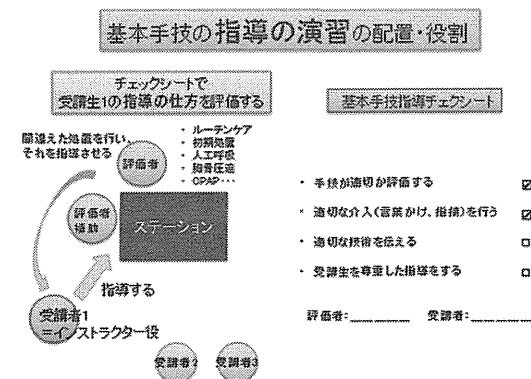 基本手技の指導の演習の配置・役割
チェックシートで
受講生1の指導の仕方を評価する
間違えた処置を行い、
それを指導させる
評価者
・ ルーチンケア
・ 初期処置
・ 人工呼吸
・ 胸骨圧迫
・ CPAP…
評価者
補助
ステーション
指導する
受講者1
=インストラクター役
受講者2
受講者3
基本手技指導チェックシート
・ 手技が適切か評価する ☑
・ 適切な介入(言葉かけ、指摘)を行う ☑
・ 適切な技術を伝える □
・ 受講生を尊重した指導をする □
評価者:________ 受講者:________